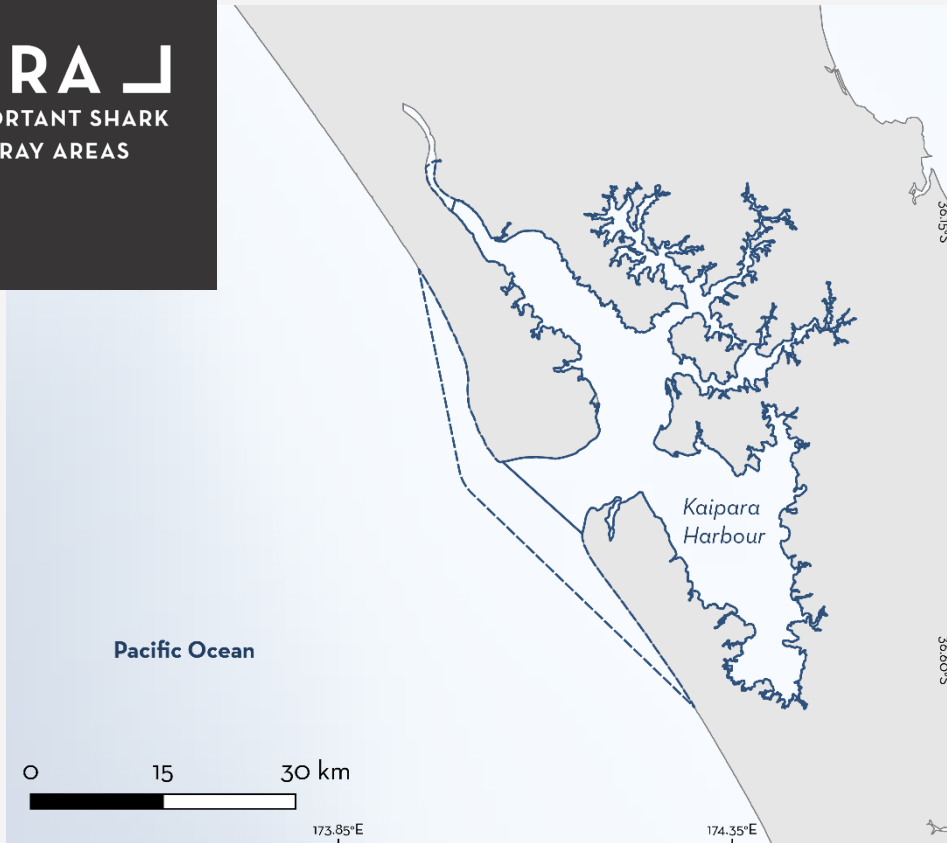 RA
ORTANT SHARK
RAY AREAS
36.15°S
Kaipara
Harbour
Pacific Ocean
36.60°S
0 15 30 km
173.85°E 174.35°E